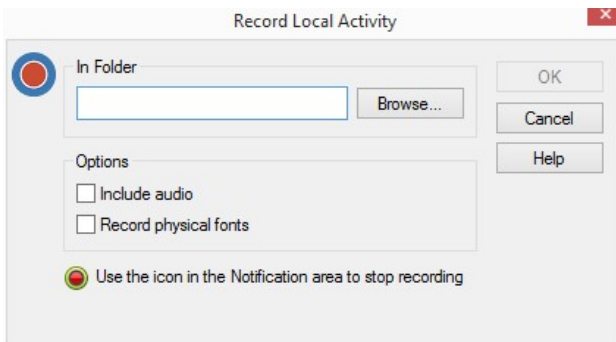 Record Local Activity
In Folder
Browse...
OK
Cancel
Help
Options
Include audio
Record physical fonts
Use the icon in the Notification area to stop recording